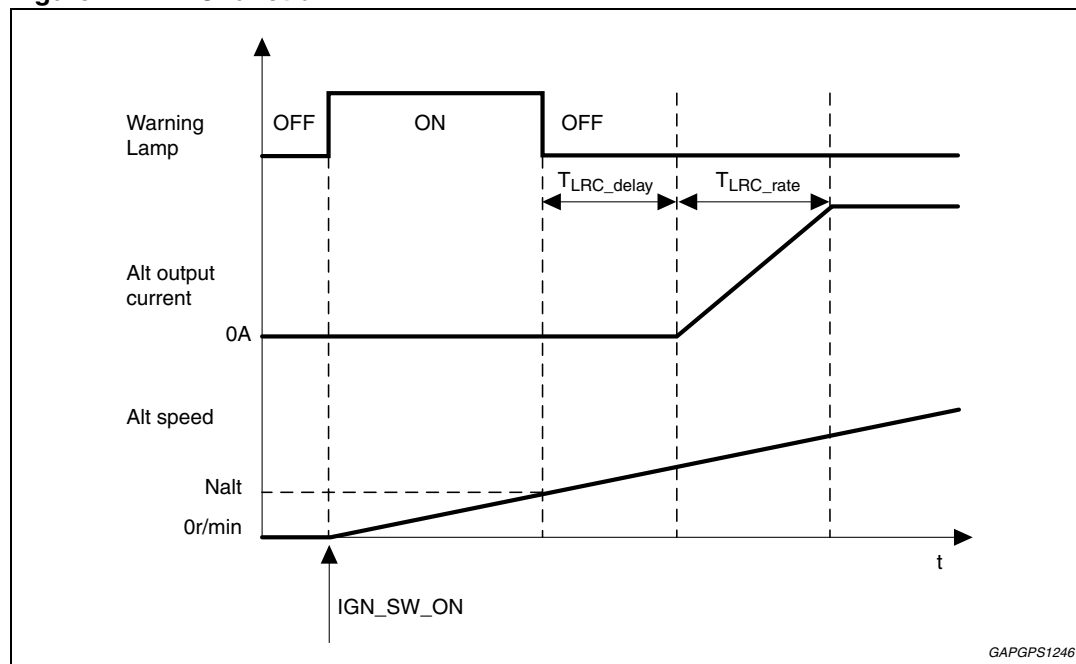 Warning
Lamp
OFF
ON
OFF
TLRC_delay
TLRC_rate
Alt output
current
0A
Alt speed
Nalt
0r/min
t
IGN_SW_ON
GAPGPS1246